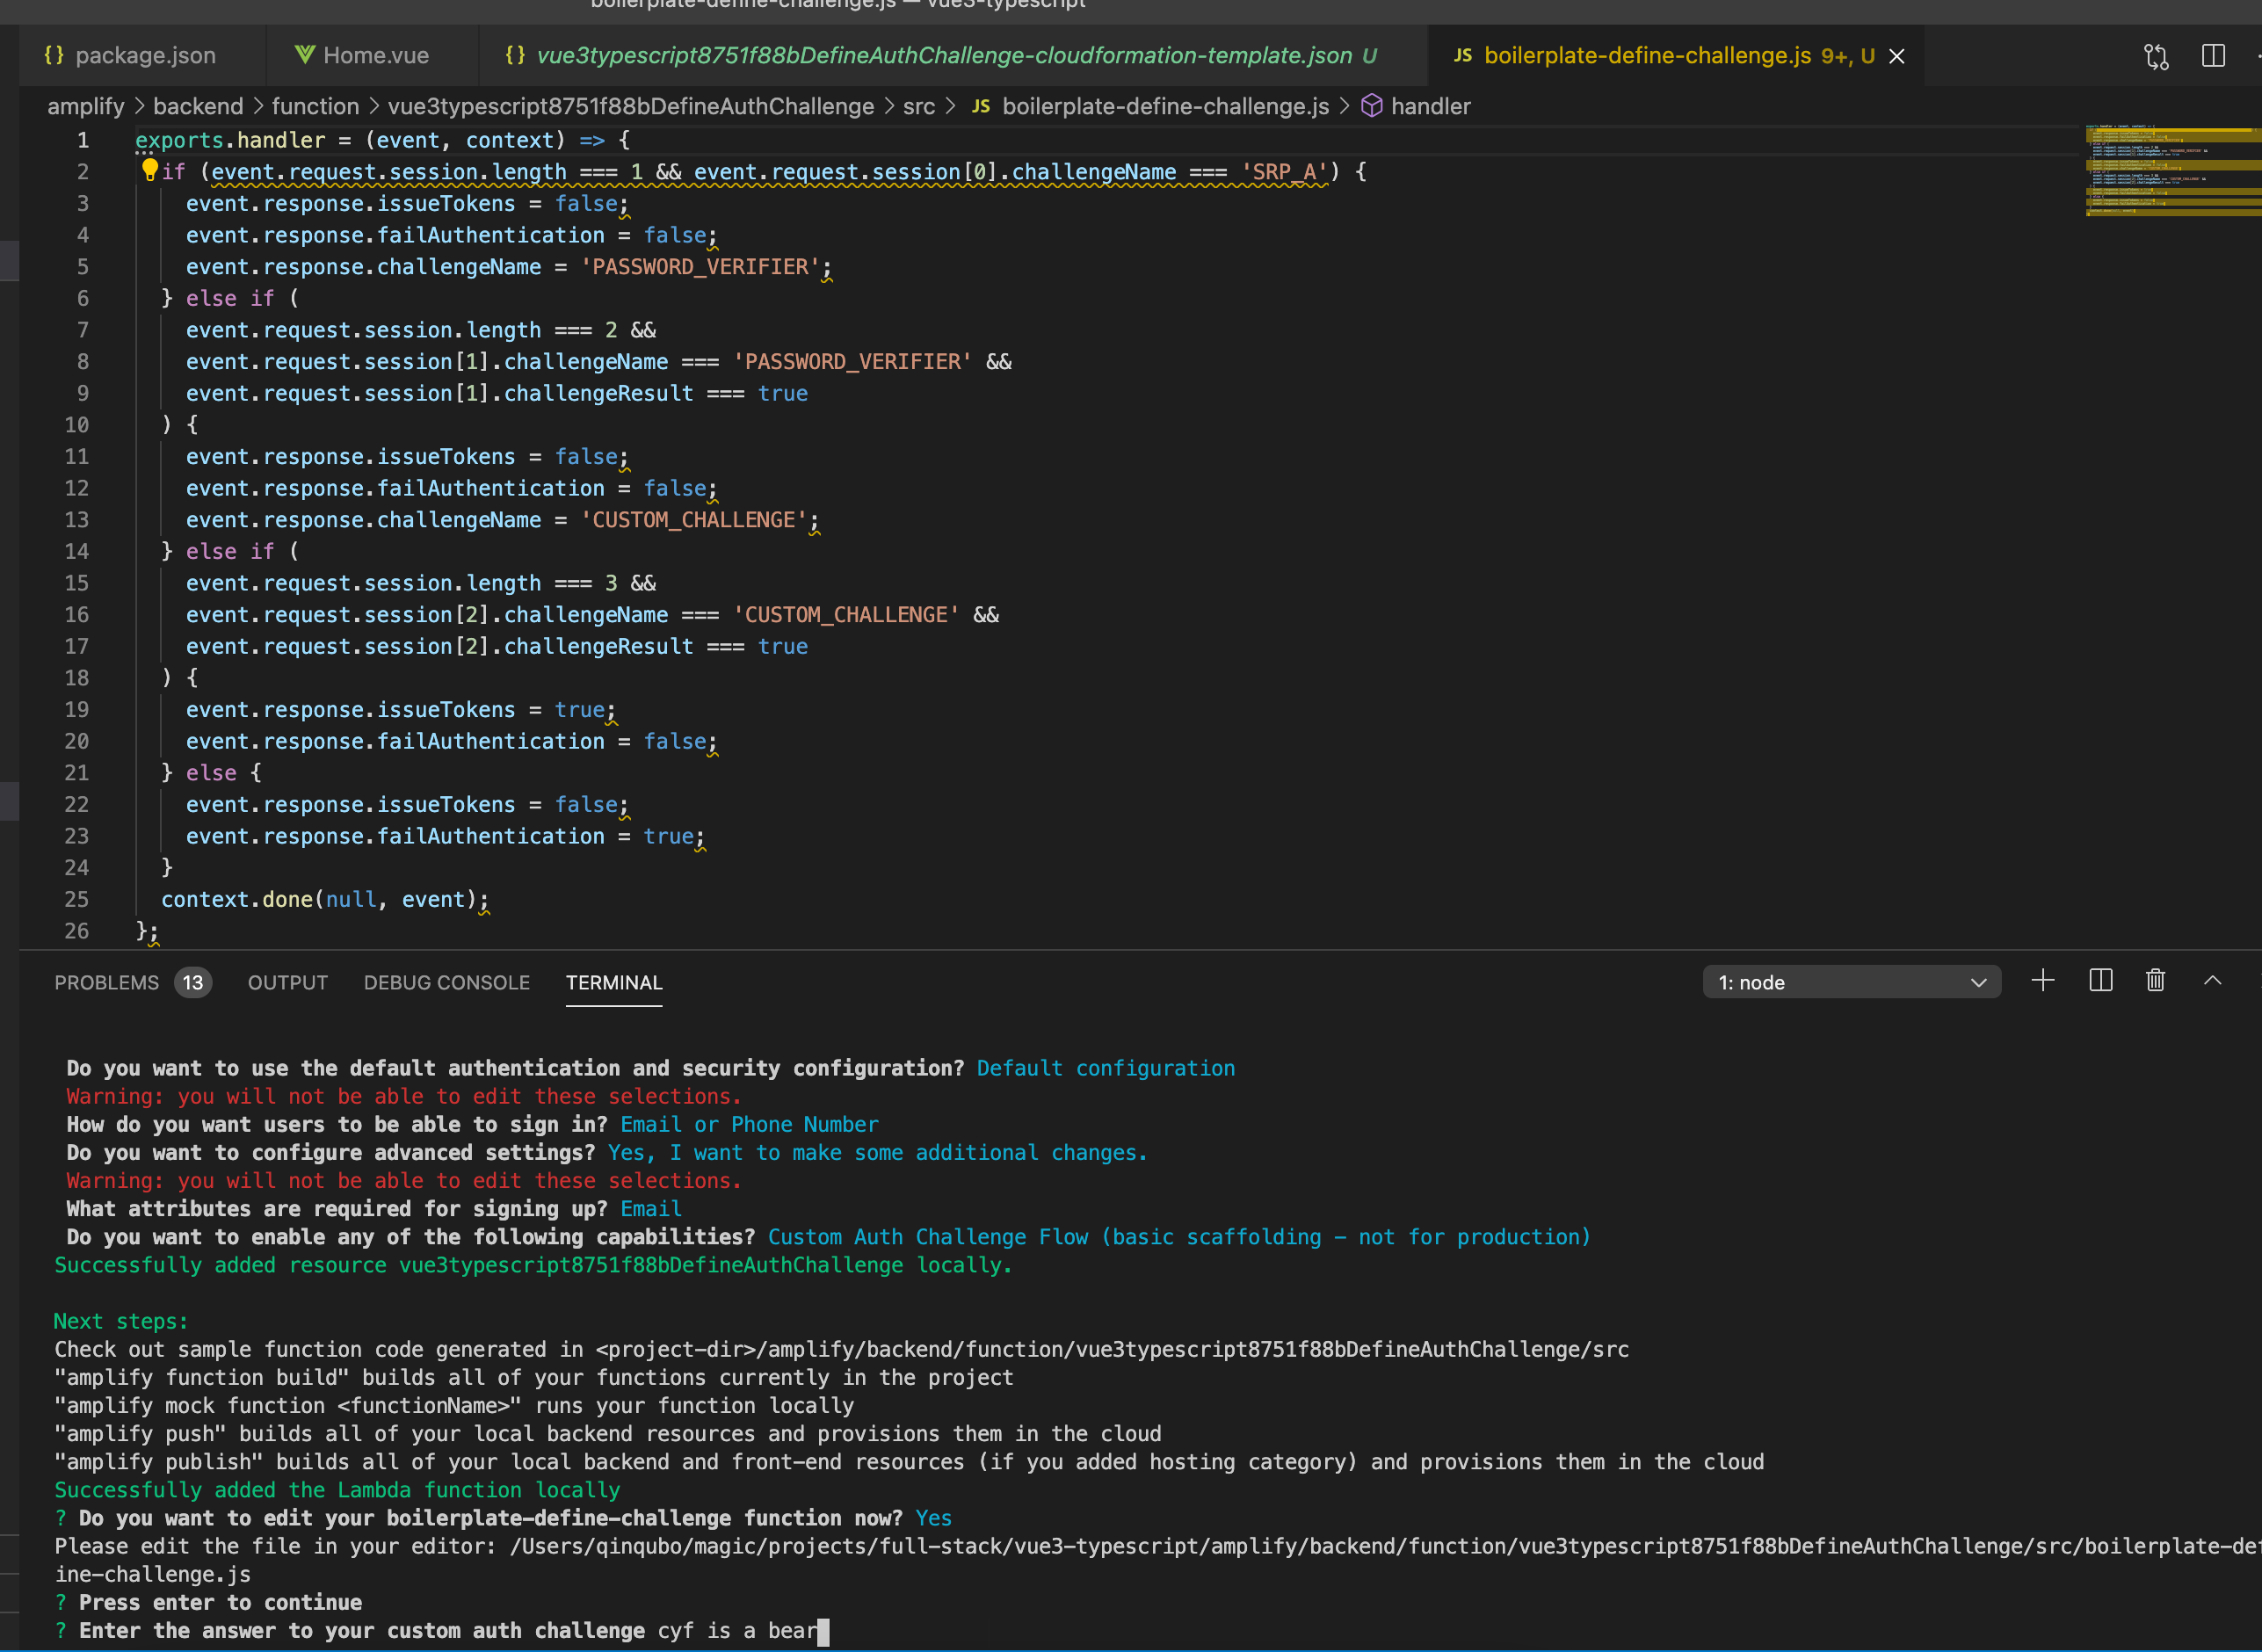 boilerplate-define-challenge.js — vue3-typescript
{} package.json
Home.vue
{} vue3typescript8751f88bDefineAuthChallenge-cloudformation-template.json U
JS boilerplate-define-challenge.js 9+, U
amplify > backend > function > vue3typescript8751f88bDefineAuthChallenge > src > JS boilerplate-define-challenge.js > handler
1 exports.handler = (event, context) => {
2 if (event.request.session.length === 1 && event.request.session[0].challengeName === 'SRP_A') {
3 event.response.issueTokens = false;
4 event.response.failAuthentication = false;
5 event.response.challengeName = 'PASSWORD_VERIFIER';
6 } else if (
7 event.request.session.length === 2 &&
8 event.request.session[1].challengeName === 'PASSWORD_VERIFIER' &&
9 event.request.session[1].challengeResult === true
10 ) {
11 event.response.issueTokens = false;
12 event.response.failAuthentication = false;
13 event.response.challengeName = 'CUSTOM_CHALLENGE';
14 } else if (
15 event.request.session.length === 3 &&
16 event.request.session[2].challengeName === 'CUSTOM_CHALLENGE' &&
17 event.request.session[2].challengeResult === true
18 ) {
19 event.response.issueTokens = true;
20 event.response.failAuthentication = false;
21 } else {
22 event.response.issueTokens = false;
23 event.response.failAuthentication = true;
24 }
25 context.done(null, event);
26 };
PROBLEMS 13 OUTPUT DEBUG CONSOLE TERMINAL 1: node
Do you want to use the default authentication and security configuration? Default configuration
Warning: you will not be able to edit these selections.
How do you want users to be able to sign in? Email or Phone Number
Do you want to configure advanced settings? Yes, I want to make some additional changes.
Warning: you will not be able to edit these selections.
What attributes are required for signing up? Email
Do you want to enable any of the following capabilities? Custom Auth Challenge Flow (basic scaffolding - not for production)
Successfully added resource vue3typescript8751f88bDefineAuthChallenge locally.
Next steps:
Check out sample function code generated in <project-dir>/amplify/backend/function/vue3typescript8751f88bDefineAuthChallenge/src
"amplify function build" builds all of your functions currently in the project
"amplify mock function <functionName>" runs your function locally
"amplify push" builds all of your local backend resources and provisions them in the cloud
"amplify publish" builds all of your local backend and front-end resources (if you added hosting category) and provisions them in the cloud
Successfully added the Lambda function locally
? Do you want to edit your boilerplate-define-challenge function now? Yes
Please edit the file in your editor: /Users/qinqubo/magic/projects/full-stack/vue3-typescript/amplify/backend/function/vue3typescript8751f88bDefineAuthChallenge/src/boilerplate-def
ine-challenge.js
? Press enter to continue
? Enter the answer to your custom auth challenge cyf is a bear